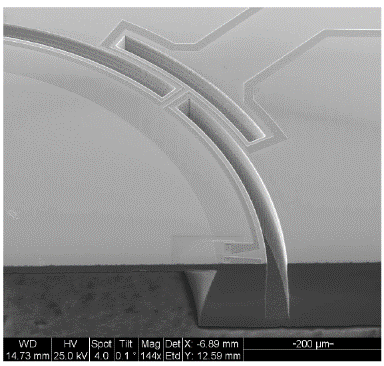 WD HV Spot Tilt Mag Det X: -6.89 mm -200 µm-
14.73 mm 25.0 kV 4.0 0.1 ° 144x Etd Y: 12.59 mm